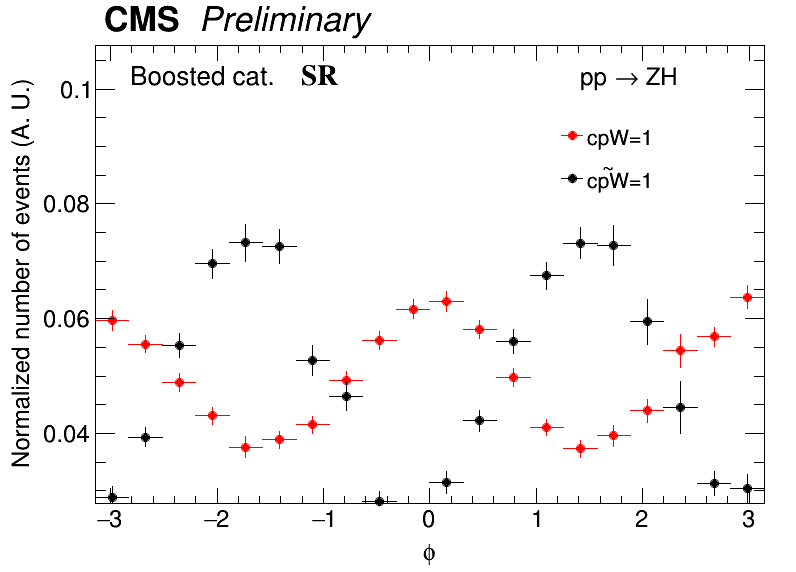 CMS Preliminary
Boosted cat. SR pp → ZH
cpW=1
cpW̃=1
Normalized number of events (A. U.)
0.1
0.08
0.06
0.04
−3 −2 −1 0 1 2 3
ϕ